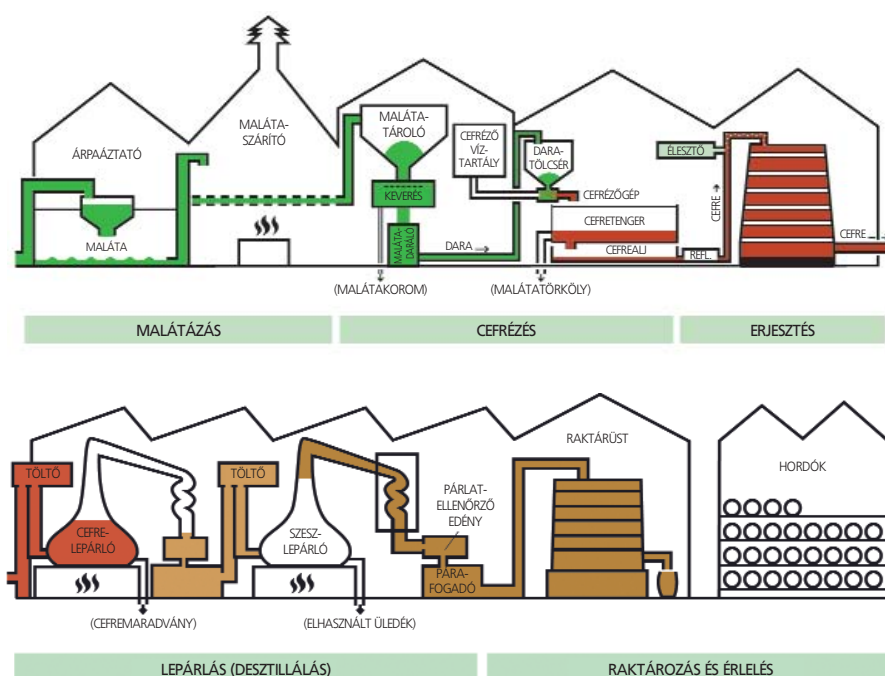 ÁRPAÁZTATÓ
MALÁTA
MALÁTA-
SZÁRÍTÓ
MALÁTA-
TÁROLÓ
KEVERÉS
MALÁTA-
DARÁLÓ
(MALÁTAKOROM)
DARA
CEFRÉZŐ
VÍZ-
TARTÁLY
DARA-
TÖLCSÉR
CEFRÉZŐGÉP
CEFRETENGER
CEFREALJ
(MALÁTATÖRKÖLY)
REFL.
CEFRE
ÉLESZTŐ
CEFRE
MALÁTÁZÁS
CEFRÉZÉS
ERJESZTÉS
TÖLTŐ
CEFRE-
LEPÁRLÓ
(CEFREMARADVÁNY)
TÖLTŐ
SZESZ-
LEPÁRLÓ
(ELHASZNÁLT ÜLEDÉK)
PÁRLAT-
ELLENŐRZŐ
EDÉNY
PÁRA-
FOGADÓ
RAKTÁRÜST
HORDÓK
LEPÁRLÁS (DESZTILLÁLÁS)
RAKTÁROZÁS ÉS ÉRLELÉS